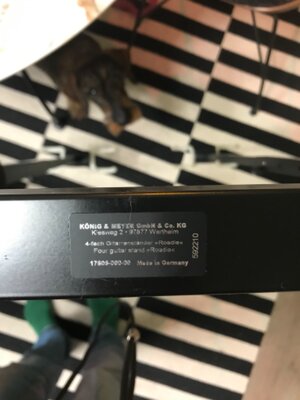 KÖNIG & MEYER GmbH & Co. KG
Kiesweg 2 • 97877 Wertheim
4-fach Gitarrenständer »Roadie«
Four guitar stand »Roadie«
17605-000-00 Made in Germany
592210